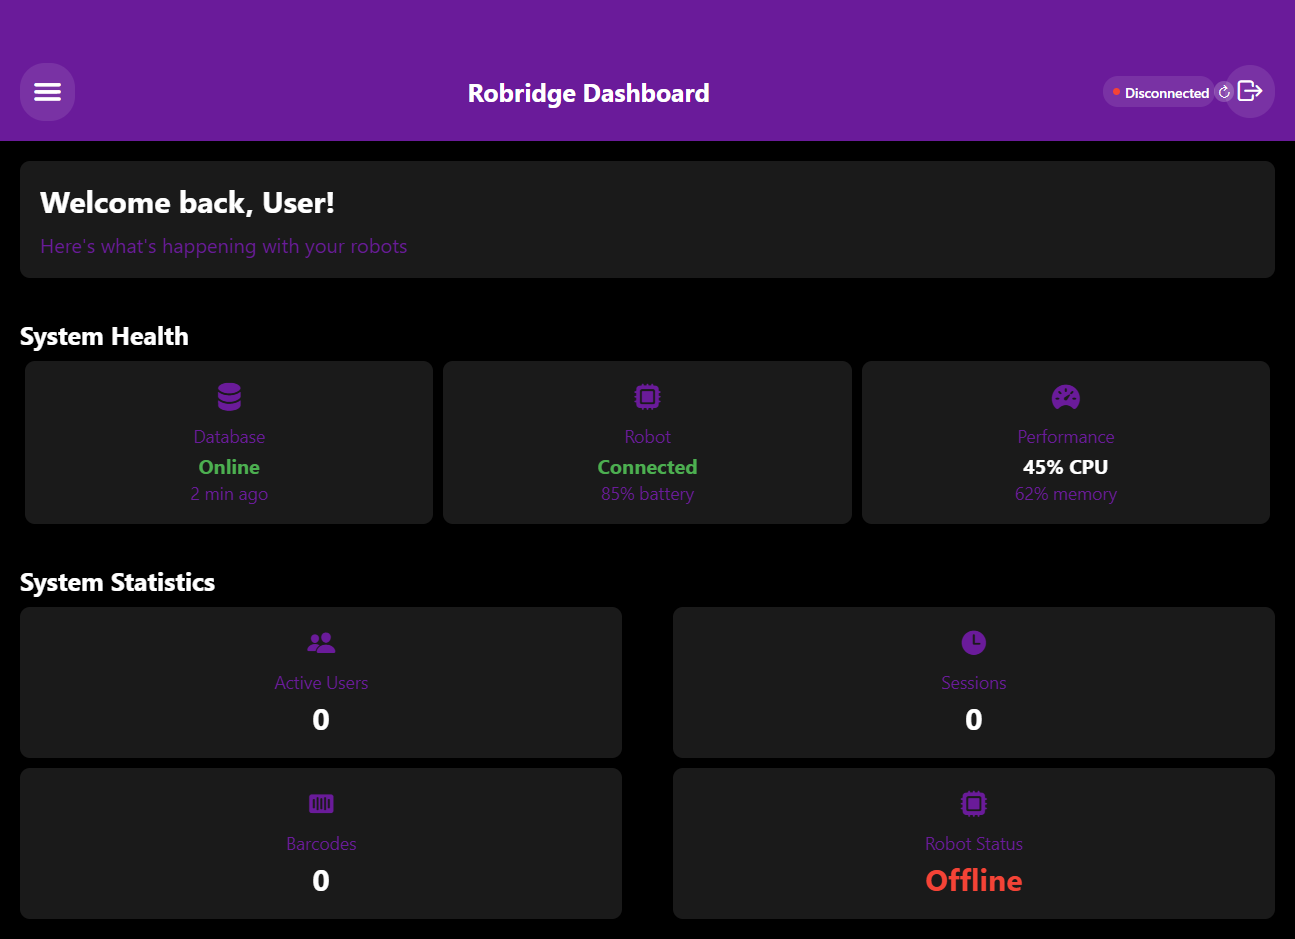 Robridge Dashboard
Disconnected
Welcome back, User!
Here's what's happening with your robots
System Health
Database
Online
2 min ago
Robot
Connected
85% battery
Performance
45% CPU
62% memory
System Statistics
Active Users
0
Sessions
0
Barcodes
0
Robot Status
Offline